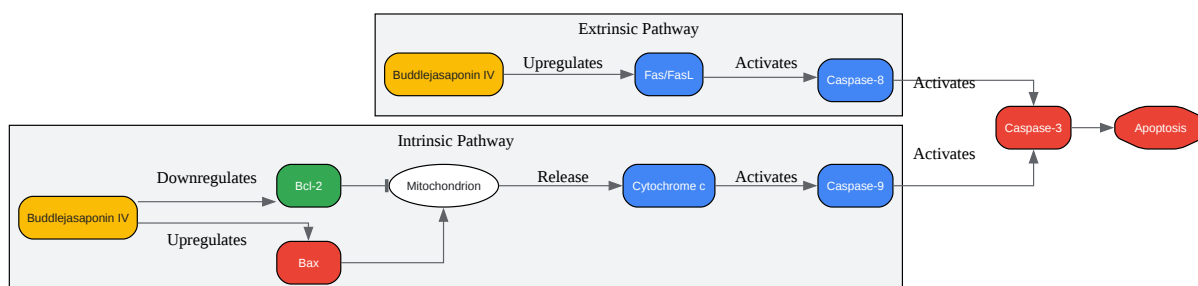 Extrinsic Pathway
Buddlejasaponin IV
Upregulates
Fas/FasL
Activates
Caspase-8
Activates
Caspase-3
Apoptosis
Intrinsic Pathway
Buddlejasaponin IV
Downregulates
Bcl-2
Mitochondrion
Release
Cytochrome c
Activates
Caspase-9
Activates
Upregulates
Bax